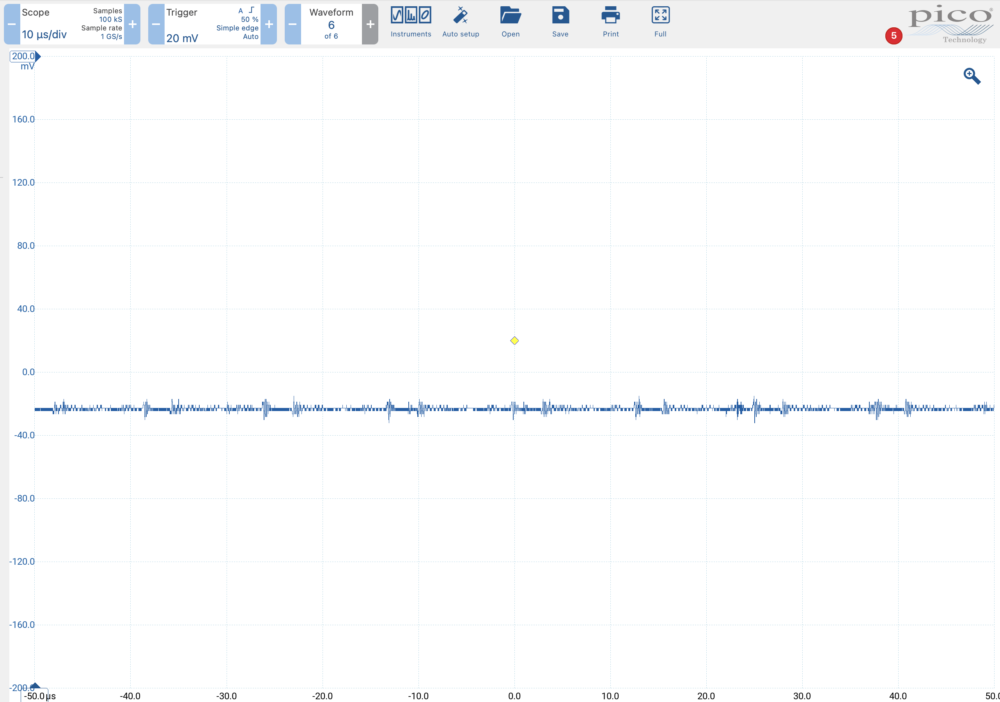 Scope
Samples
100 kS
Sample rate
10 µs/div
1 GS/s
Trigger
A
50 %
Simple edge
20 mV
Auto
Waveform
6
of 6
Instruments
Auto setup
Open
Save
Print
Full
5
pico®
Technology
200.0
mV
160.0
120.0
80.0
40.0
0.0
-40.0
-80.0
-120.0
-160.0
-200.0
-50.0 µs
-40.0
-30.0
-20.0
-10.0
0.0
10.0
20.0
30.0
40.0
50.0